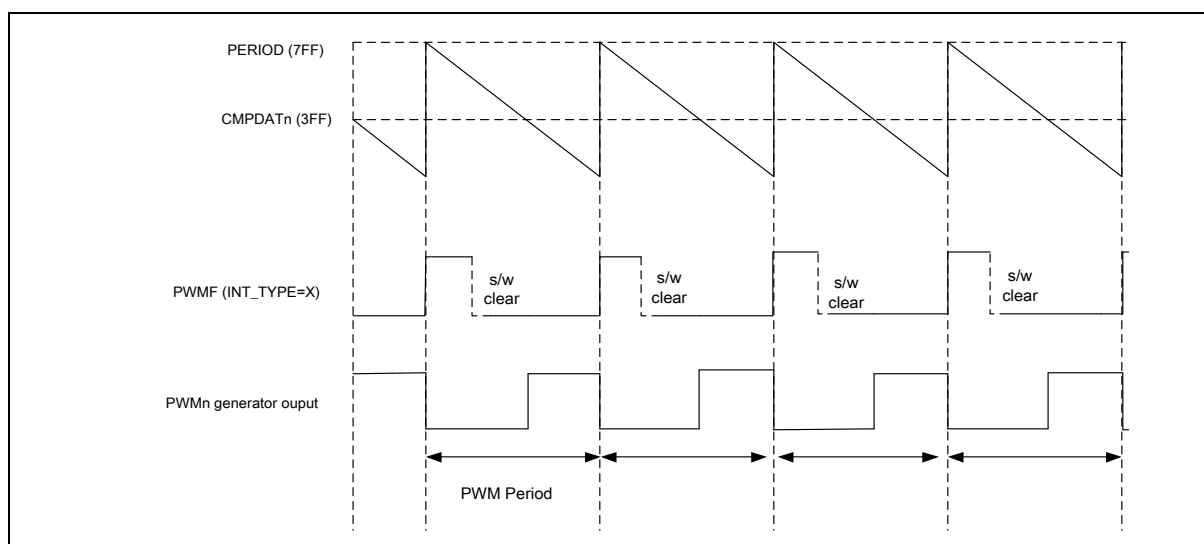 PERIOD (7FF)
CMPDATn (3FF)
PWMF (INT_TYPE=X)
s/w
clear
s/w
clear
s/w
clear
s/w
clear
PWMn generator ouput
PWM Period